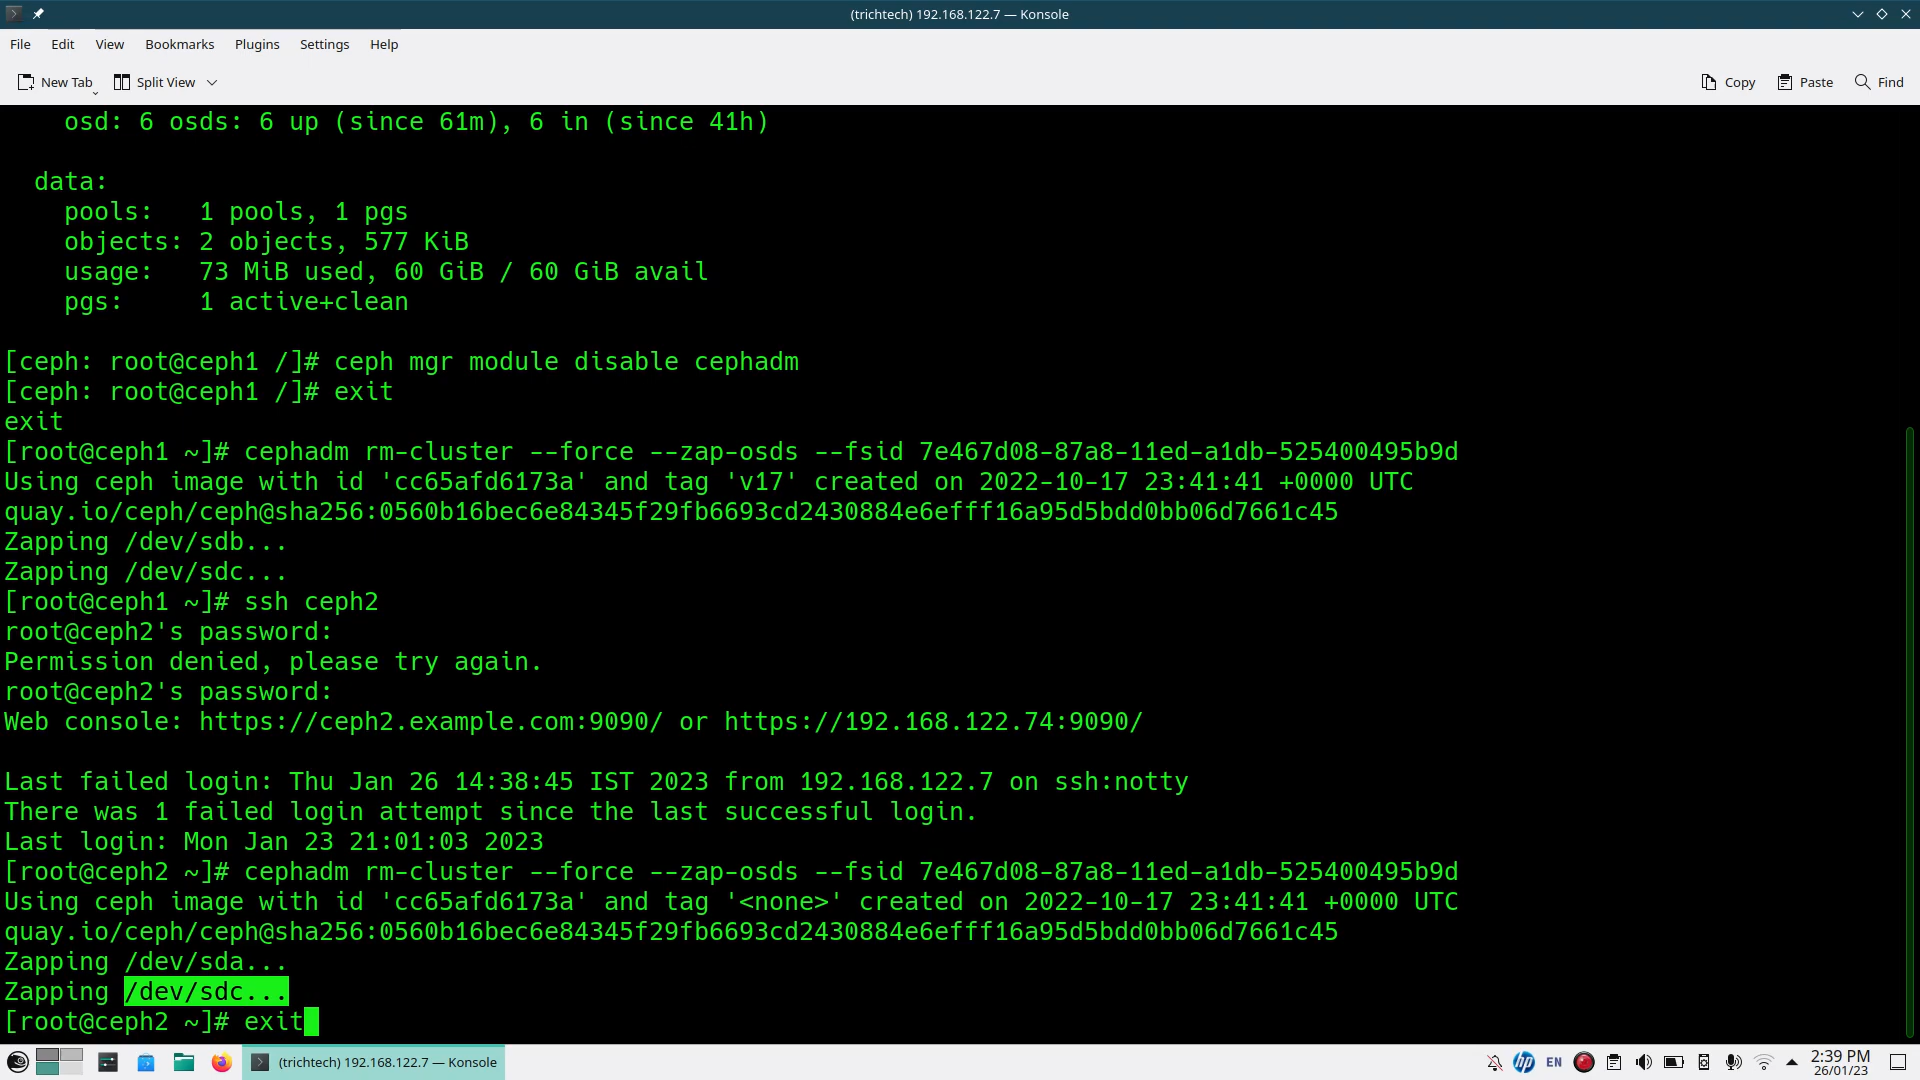 (trichtech) 192.168.122.7 — Konsole
File Edit View Bookmarks Plugins Settings Help
New Tab Split View Copy Paste Find
osd: 6 osds: 6 up (since 61m), 6 in (since 41h)
data:
pools: 1 pools, 1 pgs
objects: 2 objects, 577 KiB
usage: 73 MiB used, 60 GiB / 60 GiB avail
pgs: 1 active+clean
[ceph: root@ceph1 /]# ceph mgr module disable cephadm
[ceph: root@ceph1 /]# exit
exit
[root@ceph1 ~]# cephadm rm-cluster --force --zap-osds --fsid 7e467d08-87a8-11ed-a1db-525400495b9d
Using ceph image with id 'cc65afd6173a' and tag 'v17' created on 2022-10-17 23:41:41 +0000 UTC
quay.io/ceph/ceph@sha256:0560b16bec6e84345f29fb6693cd2430884e6efff16a95d5bdd0bb06d7661c45
Zapping /dev/sdb...
Zapping /dev/sdc...
[root@ceph1 ~]# ssh ceph2
root@ceph2's password:
Permission denied, please try again.
root@ceph2's password:
Web console: https://ceph2.example.com:9090/ or https://192.168.122.74:9090/
Last failed login: Thu Jan 26 14:38:45 IST 2023 from 192.168.122.7 on ssh:notty
There was 1 failed login attempt since the last successful login.
Last login: Mon Jan 23 21:01:03 2023
[root@ceph2 ~]# cephadm rm-cluster --force --zap-osds --fsid 7e467d08-87a8-11ed-a1db-525400495b9d
Using ceph image with id 'cc65afd6173a' and tag '<none>' created on 2022-10-17 23:41:41 +0000 UTC
quay.io/ceph/ceph@sha256:0560b16bec6e84345f29fb6693cd2430884e6efff16a95d5bdd0bb06d7661c45
Zapping /dev/sda...
Zapping /dev/sdc...
[root@ceph2 ~]# exit
(trichtech) 192.168.122.7 — Konsole
hp
EN
2:39 PM
26/01/23